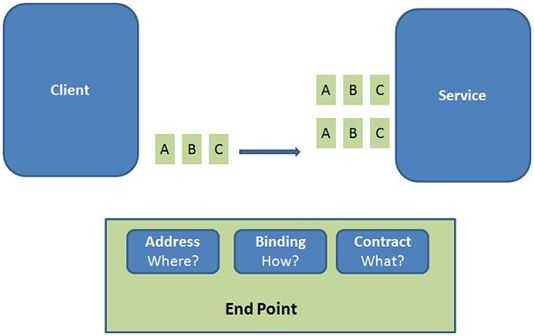 Client
Service
A B C
A B C
A B C
Address
Where?
Binding
How?
Contract
What?
End Point